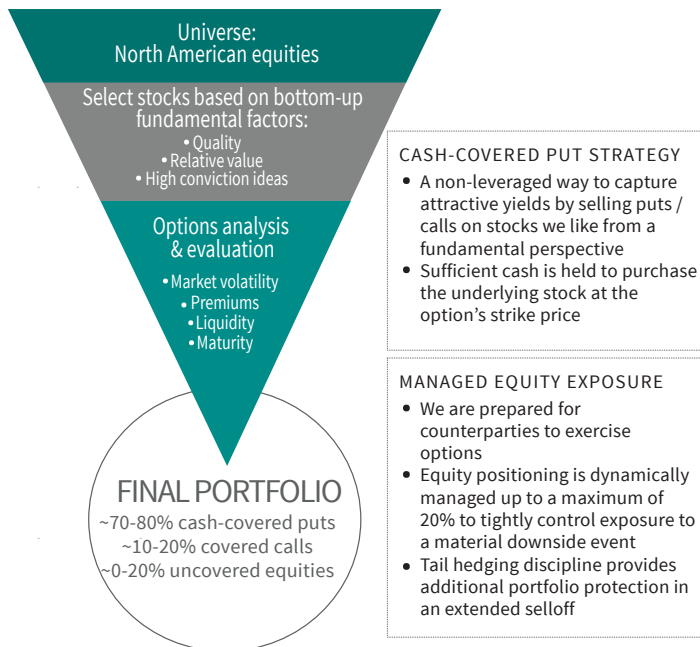 Universe:
North American equities
Select stocks based on bottom-up
fundamental factors:
• Quality
• Relative value
• High conviction ideas
Options analysis
& evaluation
• Market volatility
• Premiums
• Liquidity
• Maturity
FINAL PORTFOLIO
~70-80% cash-covered puts
~10-20% covered calls
~0-20% uncovered equities
CASH-COVERED PUT STRATEGY
• A non-leveraged way to capture
attractive yields by selling puts /
calls on stocks we like from a
fundamental perspective
• Sufficient cash is held to purchase
the underlying stock at the
option's strike price
MANAGED EQUITY EXPOSURE
• We are prepared for
counterparties to exercise
options
• Equity positioning is dynamically
managed up to a maximum of
20% to tightly control exposure to
a material downside event
• Tail hedging discipline provides
additional portfolio protection in
an extended selloff